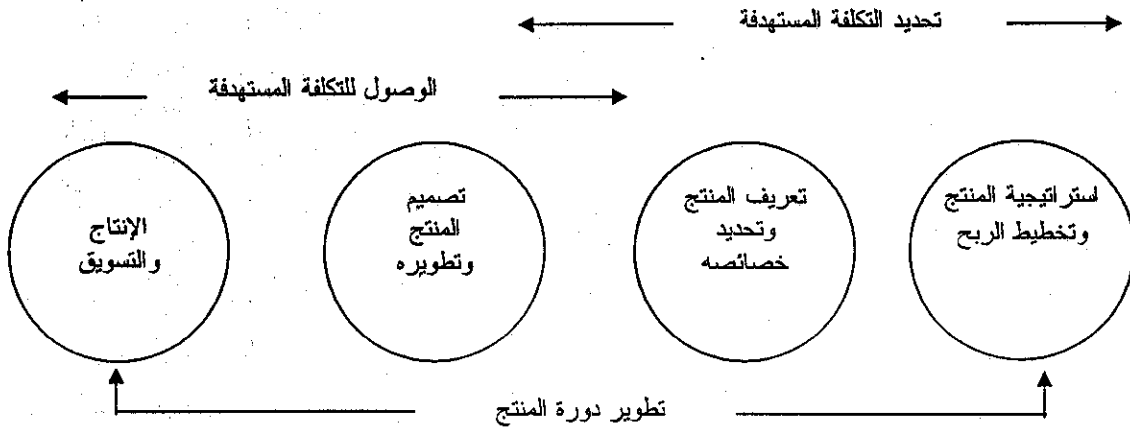 تحديد التكلفة المستهدفة
الوصول للتكلفة المستهدفة
استراتيجية المنتج
وتخطيط الربح
تعريف المنتج
وتحديد
خصائصه
تصميم
المنتج
وتطويره
الإنتاج
والتسويق
تطوير دورة المنتج